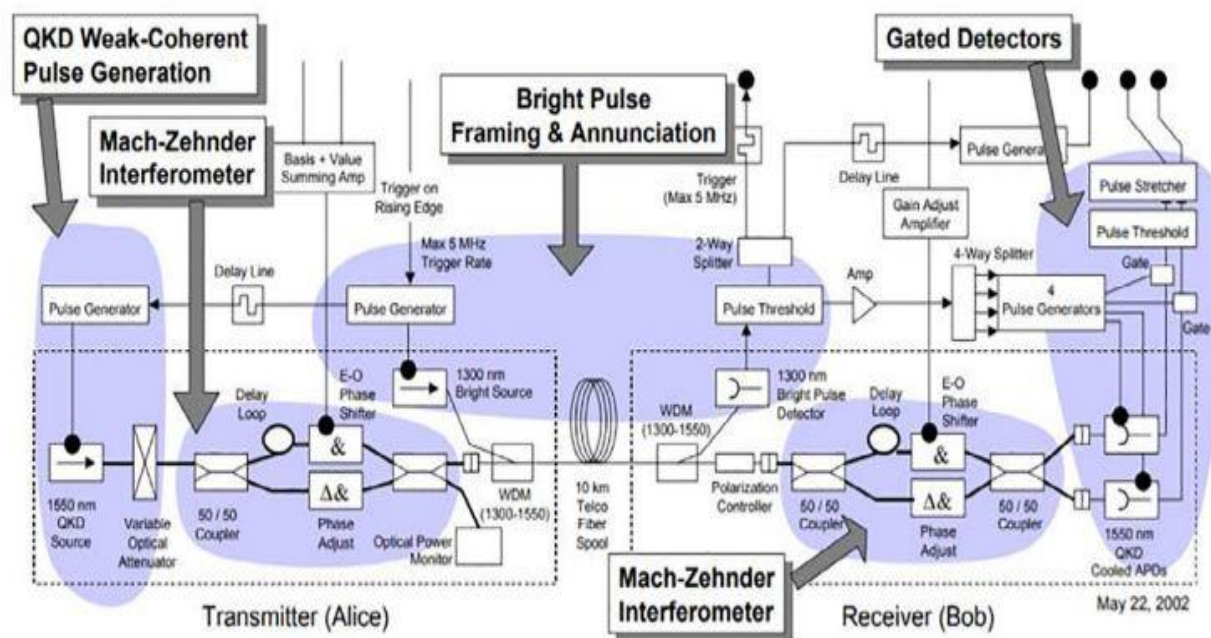 QKD Weak-Coherent
Pulse Generation
Mach-Zehnder
Interferometer
Bright Pulse
Framing & Annunciation
Gated Detectors
Basis + Value
Summing Amp
Trigger on
Rising Edge
Max 5 MHz
Trigger Rate
Trigger
(Max 5 MHz)
Delay Line
Pulse Generator
Gain Adjust
Amplifier
Pulse Stretcher
Pulse Threshold
2-Way
Splitter
4-Way Splitter
Amp
Gate
Gate
Delay Line
Pulse Generator
Pulse Generator
Pulse Threshold
4
Pulse Generators
Delay
Loop
E-O
Phase
Shifter
&
Δ&
1300 nm
Bright Source
WDM
(1300-1550)
1300 nm
Bright Pulse
Detector
Delay
Loop
E-O
Phase
Shifter
&
Δ&
1550 nm
QKD
Source
Variable
Optical
Attenuator
50 / 50
Coupler
Phase
Adjust
Optical Power
Monitor
WDM
(1300-1550)
10 km
Telco
Fiber
Spool
Polarization
Controller
50 / 50
Coupler
Phase
Adjust
50 / 50
Coupler
1550 nm
QKD
Cooled APDs
Mach-Zehnder
Interferometer
Transmitter (Alice)
Receiver (Bob)
May 22, 2002